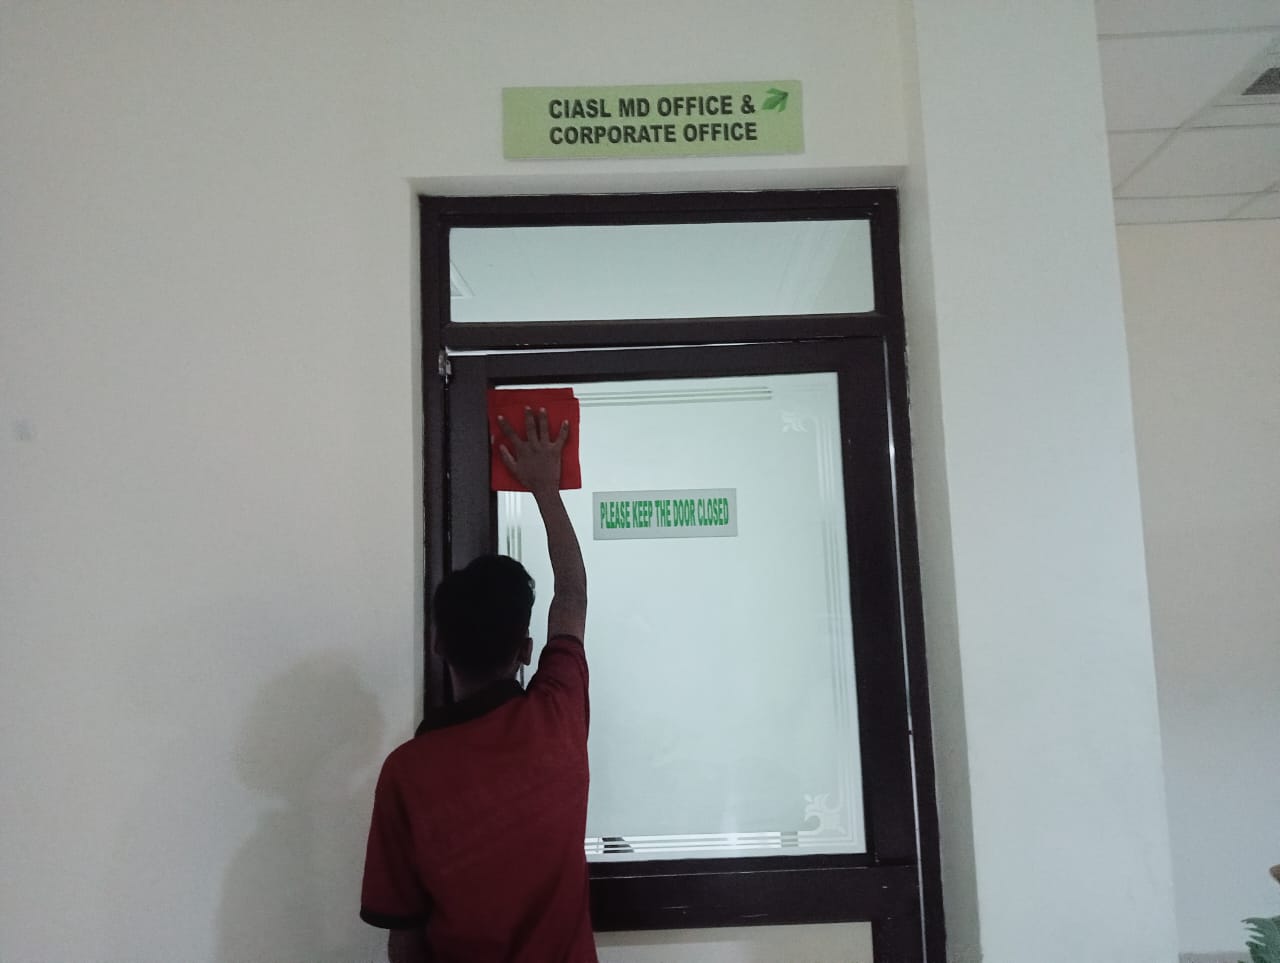 CIASL MD OFFICE &
CORPORATE OFFICE
PLEASE KEEP THE DOOR CLOSED